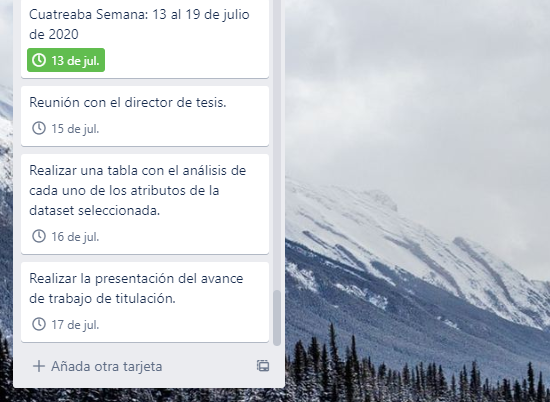 Cuatreaba Semana: 13 al 19 de julio
de 2020
13 de jul.
Reunión con el director de tesis.
15 de jul.
Realizar una tabla con el análisis de
cada uno de los atributos de la
dataset seleccionada.
16 de jul.
Realizar la presentación del avance
de trabajo de titulación.
17 de jul.
+ Añada otra tarjeta